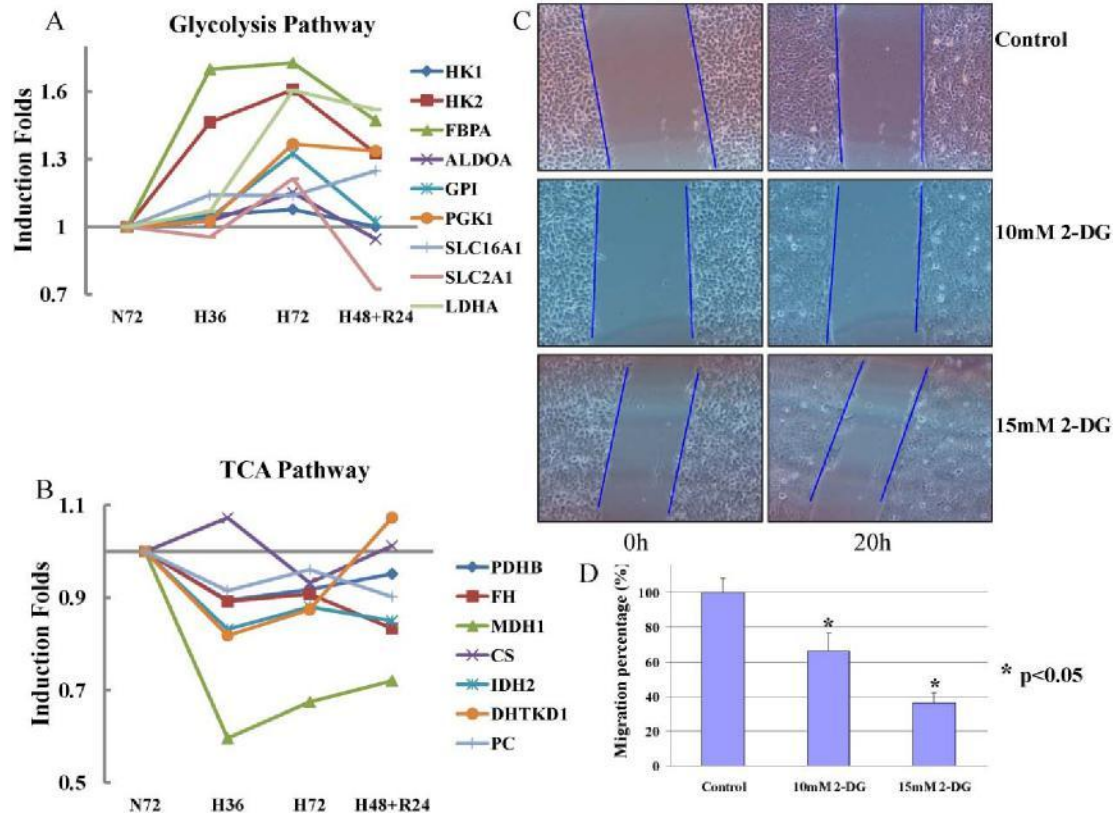 A
Glycolysis Pathway
Induction Folds
1.6
1.3
1
0.7
N72 H36 H72 H48+R24
HK1
HK2
FBPA
ALDOA
GPI
PGK1
SLC16A1
SLC2A1
LDHA
B
TCA Pathway
Induction Folds
1.1
0.9
0.7
0.5
N72 H36 H72 H48+R24
PDHB
FH
MDH1
CS
IDH2
DHTKD1
PC
C
Control
10mM 2-DG
15mM 2-DG
0h 20h
D
Migration percentage (%)
100
80
60
40
20
0
* *
Control 10mM 2-DG 15mM 2-DG
* p<0.05